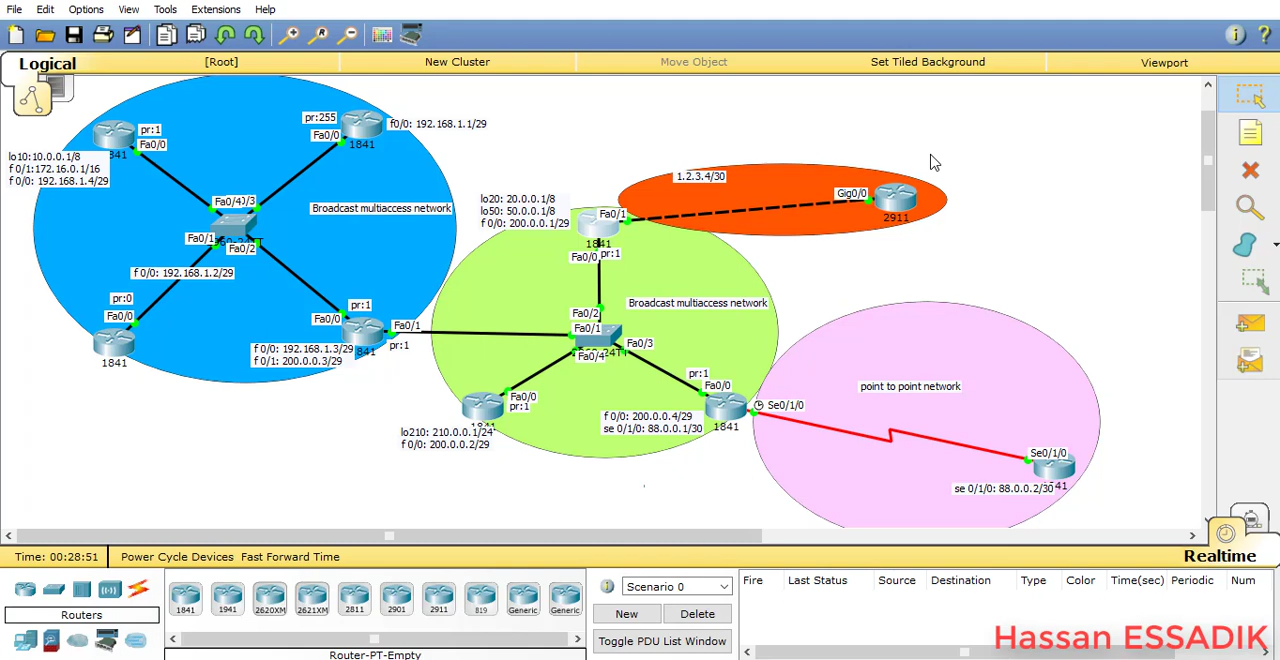 File Edit Options View Tools Extensions Help
Logical
[Root]
New Cluster
Move Object
Set Tiled Background
Viewport
pr:1
Fa0/0
841
lo10:10.0.0.1/8
f 0/1:172.16.0.1/16
f 0/0: 192.168.1.4/29
pr:255
Fa0/0
1841
f0/0: 192.168.1.1/29
Fa0/4)/3
Broadcast multiaccess network
Fa0/1
Fa0/2
f 0/0: 192.168.1.2/29
pr:0
Fa0/0
1841
pr:1
Fa0/0
841
Fa0/1
pr:1
f 0/0: 192.168.1.3/29
f 0/1: 200.0.0.3/29
lo20: 20.0.0.1/8
lo50: 50.0.0.1/8
f 0/0: 200.0.0.1/29
Fa0/1
1841
Fa0/0
pr:1
1.2.3.4/30
Gig0/0
2911
Broadcast multiaccess network
Fa0/2
Fa0/1
Fa0/3
Fa0/4
Fa0/0
pr:1
lo210: 210.0.0.1/24
f 0/0: 200.0.0.2/29
pr:1
Fa0/0
1841
f 0/0: 200.0.0.4/29
se 0/1/0: 88.0.0.1/30
Se0/1/0
point to point network
Se0/1/0
41
se 0/1/0: 88.0.0.2/30
Time: 00:28:51
Power Cycle Devices Fast Forward Time
Realtime
Routers
1841 1941 2620XM 2621XM 2811 2901 2911 819 Generic Generic
Router-PT-Empty
Scenario 0
New
Delete
Toggle PDU List Window
Fire Last Status Source Destination Type Color Time(sec) Periodic Num
Hassan ESSADIK